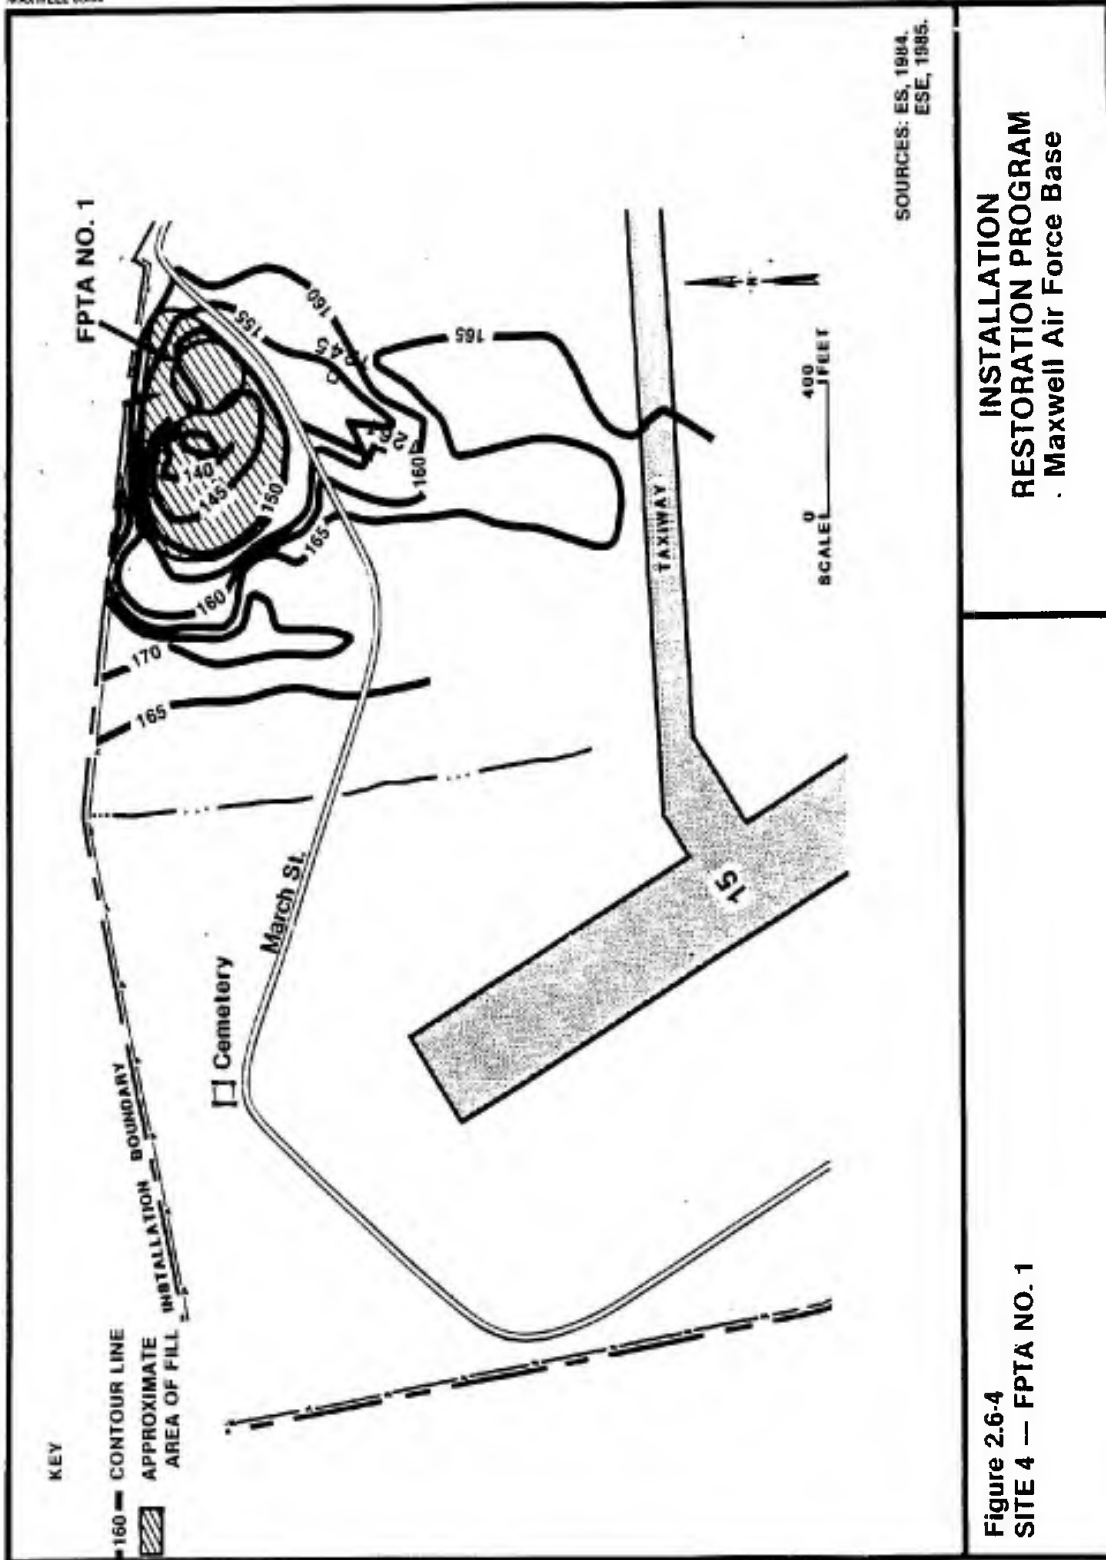 KEY
160 CONTOUR LINE
APPROXIMATE
AREA OF FILL
INSTALLATION BOUNDARY
Cemetery
March St.
FPTA NO. 1
165
170
160
165
150
145
140
155
160
160
165
TAXIWAY
15
N
0 400
SCALE FEET
SOURCES: ES, 1984.
ESE, 1985.
Figure 2.6-4
SITE 4 — FPTA NO. 1
INSTALLATION
RESTORATION PROGRAM
Maxwell Air Force Base